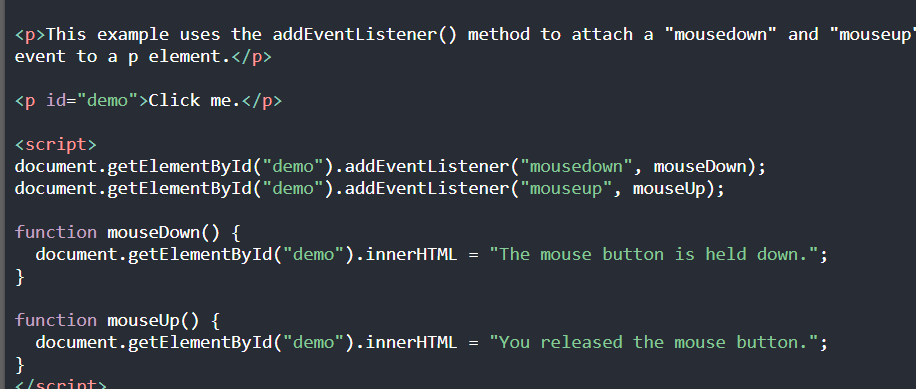 <p>This example uses the addEventListener() method to attach a "mousedown" and "mouseup"
event to a p element.</p>
<p id="demo">Click me.</p>
<script>
document.getElementById("demo").addEventListener("mousedown", mouseDown);
document.getElementById("demo").addEventListener("mouseup", mouseUp);
function mouseDown() {
  document.getElementById("demo").innerHTML = "The mouse button is held down.";
}
function mouseUp() {
  document.getElementById("demo").innerHTML = "You released the mouse button.";
}
</script>